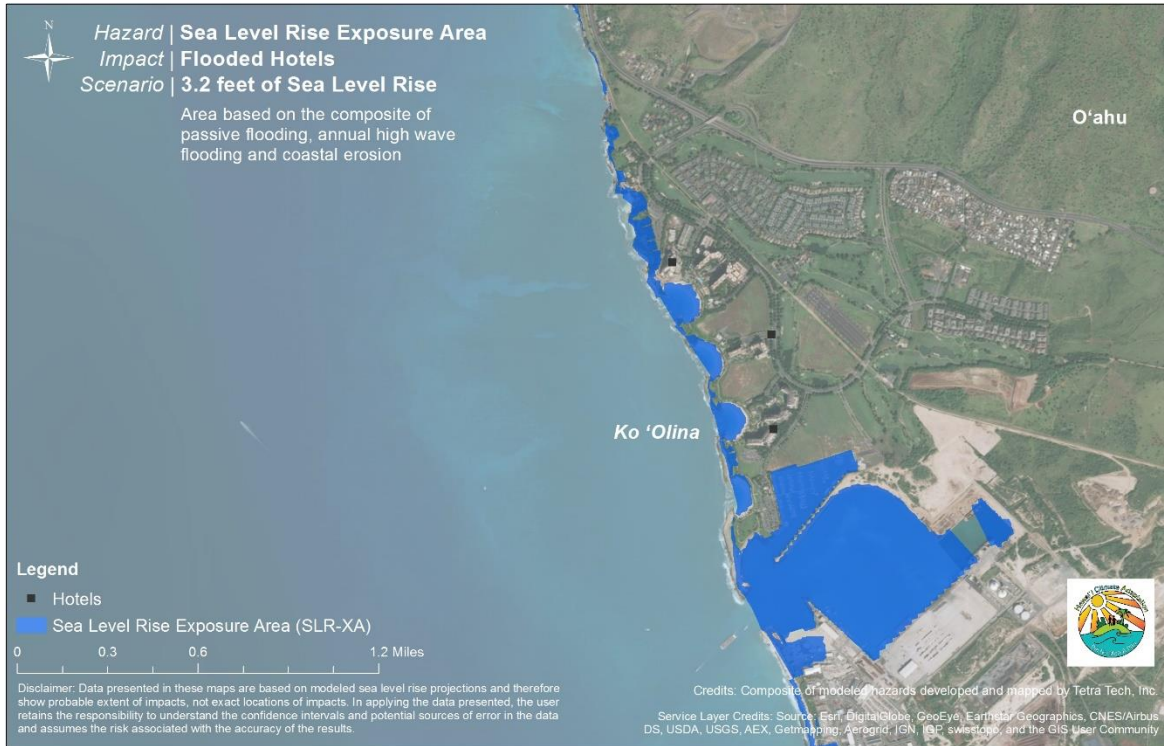 N
Hazard | Sea Level Rise Exposure Area
Impact | Flooded Hotels
Scenario | 3.2 feet of Sea Level Rise
Area based on the composite of
passive flooding, annual high wave
flooding and coastal erosion
Oʻahu
Ko ʻOlina
Legend
Hotels
Sea Level Rise Exposure Area (SLR-XA)
0 0.3 0.6 1.2 Miles
Disclaimer: Data presented in these maps are based on modeled sea level rise projections and therefore
show probable extent of impacts, not exact locations of impacts. In applying the data presented, the user
retains the responsibility to understand the confidence intervals and potential sources of error in the data
and assumes the risk associated with the accuracy of the results.
Hawai'i Climate Adaptation
Credits: Composite of modeled hazards developed and mapped by Tetra Tech, Inc.
Service Layer Credits: Source: Esri, DigitalGlobe, GeoEye, Earthstar Geographics, CNES/Airbus
DS, USDA, USGS, AEX, Getmapping, Aerogrid, IGN, IGP, swisstopo, and the GIS User Community